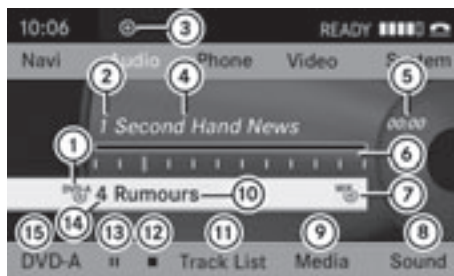 10:06 3 READY
Navi Audio Phone Video System
2 4 5
1 Second Hand News 00:00
1 6
DVD-A 4 Rumours 10 7
14
15 13 12 11 9 8
DVD-A Track List Media Sound